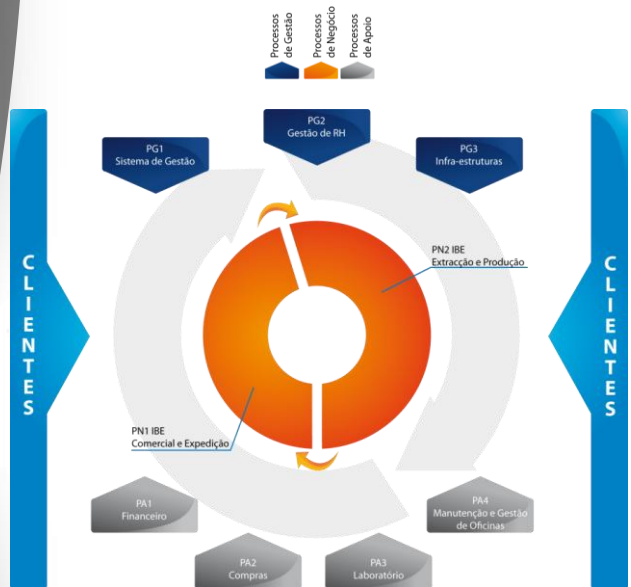 Processos
de Gestão
Processos
de Negócio
Processos
de Apoio
PG2
Gestão de RH
PG1
Sistema de Gestão
PG3
Infra-estruturas
CLIENTES
CLIENTES
PN2 IBE
Extracção e Produção
PN1 IBE
Comercial e Expedição
PA1
Financeiro
PA4
Manutenção e Gestão
de Oficinas
PA2
Compras
PA3
Laboratório